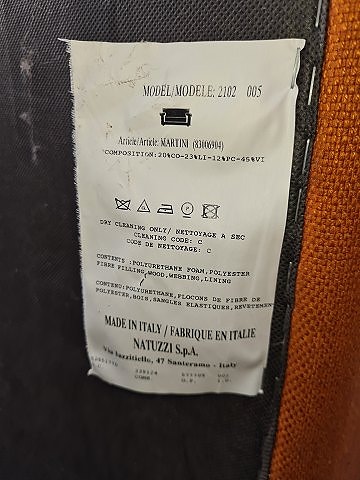 MODEL/MODELE: 2102 005
Article/Article: MARTINI (83006904)
COMPOSITION:20%CO-23%LI-12%PC-45%VI
DRY CLEANING ONLY/ NETTOYAGE A SEC
CLEANING CODE: C
CODE DE NETTOYAGE: C
CONTENTS :POLYURETHANE FOAM,POLYESTER
FIBRE FILLING,WOOD,WEBBING,LINING
CONTENU:POLYURETHANE,FLOCONS DE FIBRE DE
POLYESTER,BOIS,SANGLES ELASTIQUES,REVETEMENT
MADE IN ITALY / FABRIQUE EN ITALIE
NATUZZI S.p.A.
Via Iazzitiello, 47 Santeramo - Italy